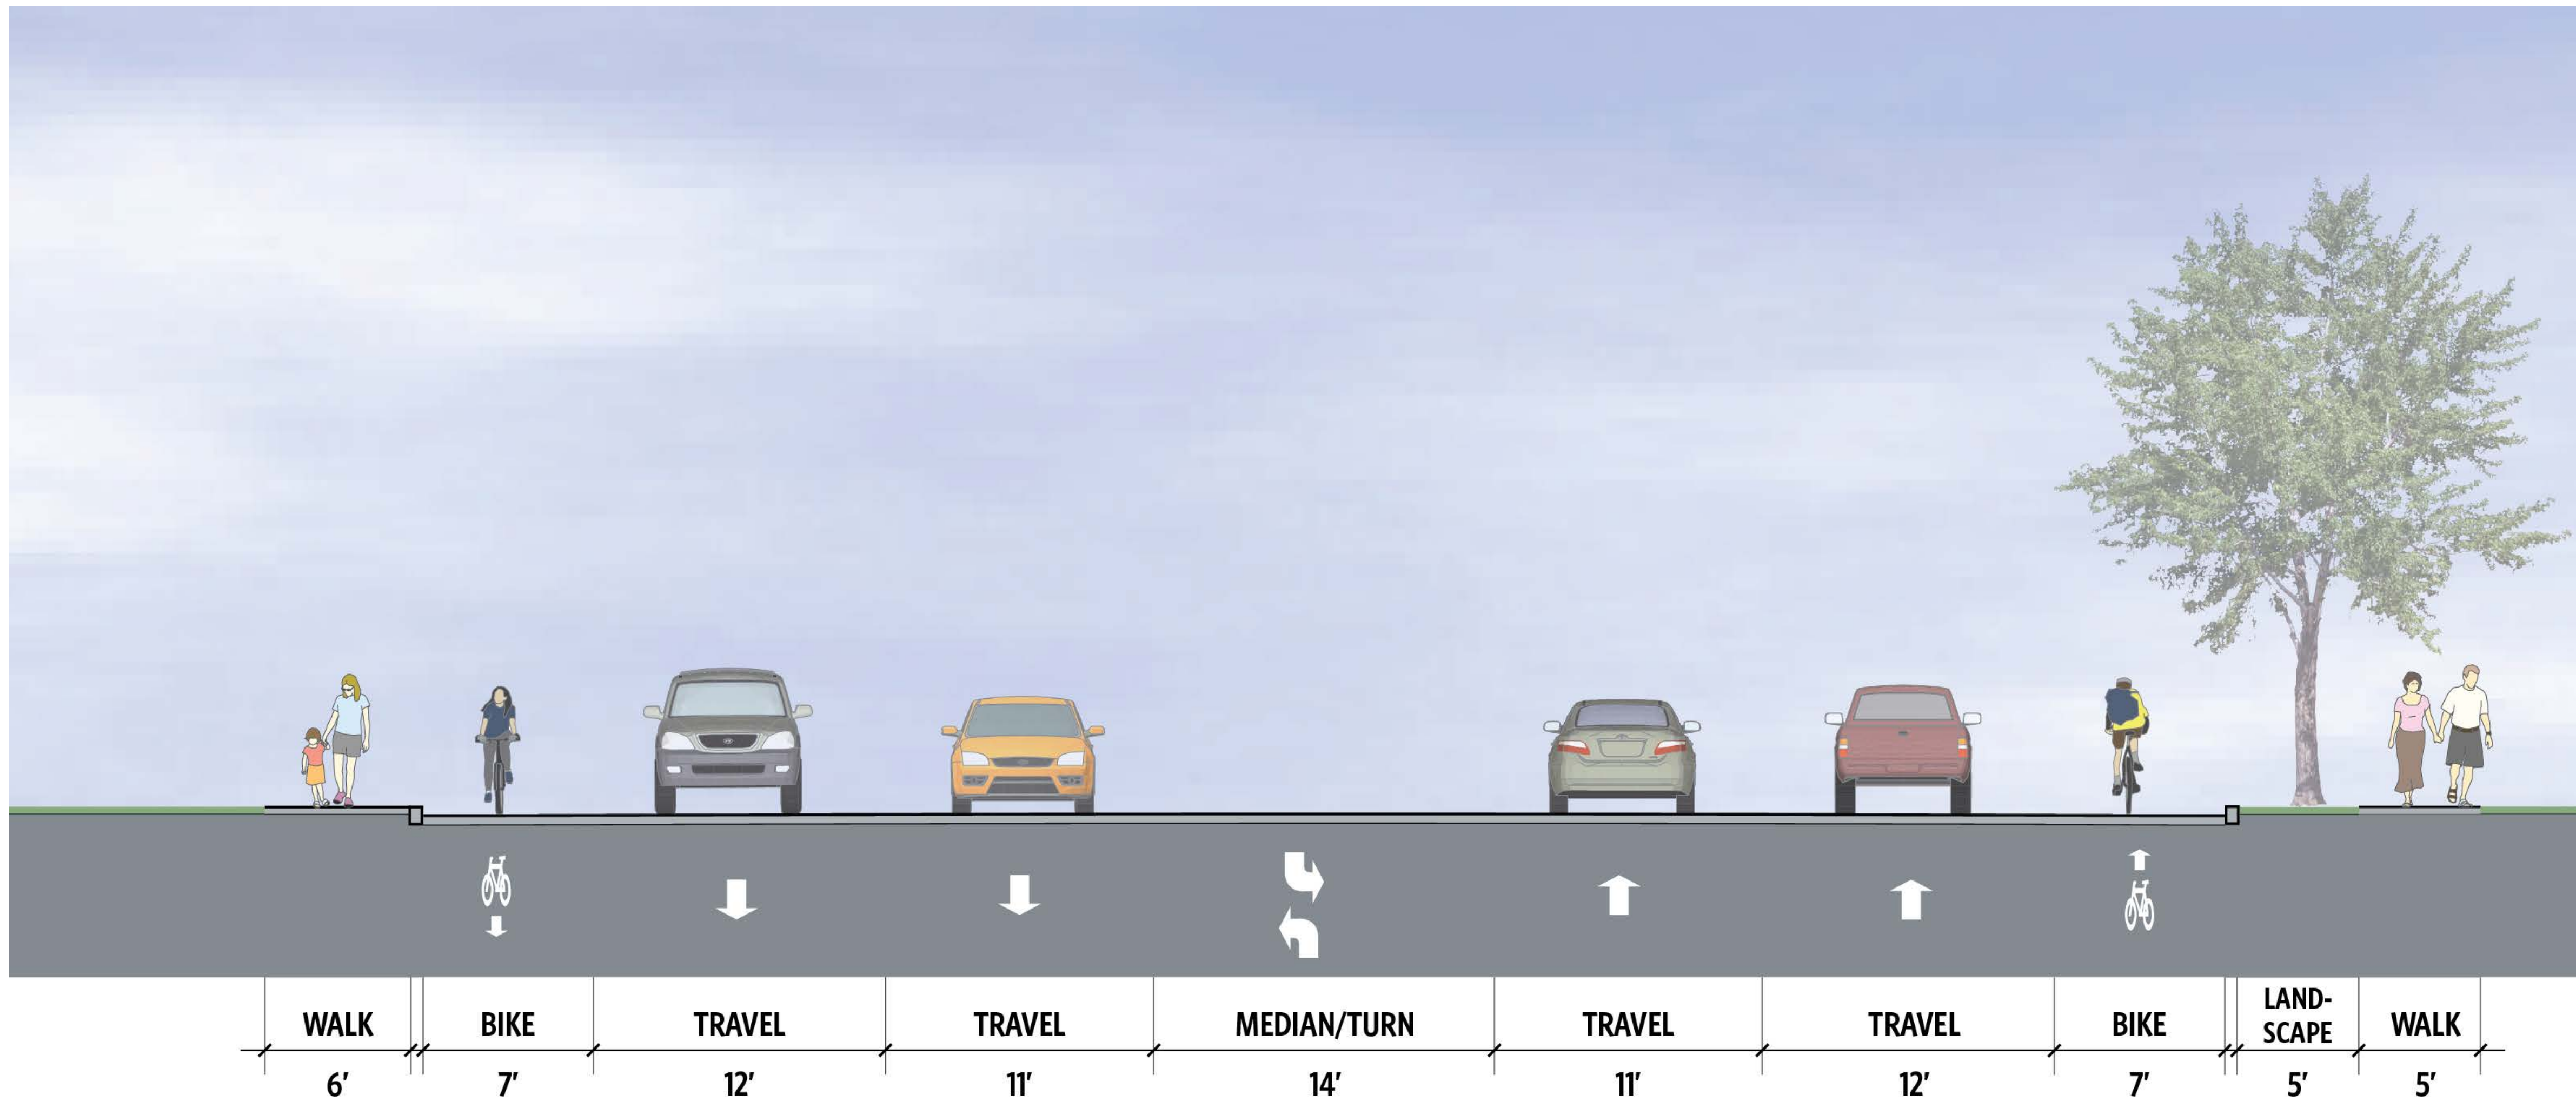 WALK BIKE TRAVEL TRAVEL MEDIAN/TURN TRAVEL TRAVEL BIKE LAND-
SCAPE WALK
6' 7' 12' 11' 14' 11' 12' 7' 5' 5'